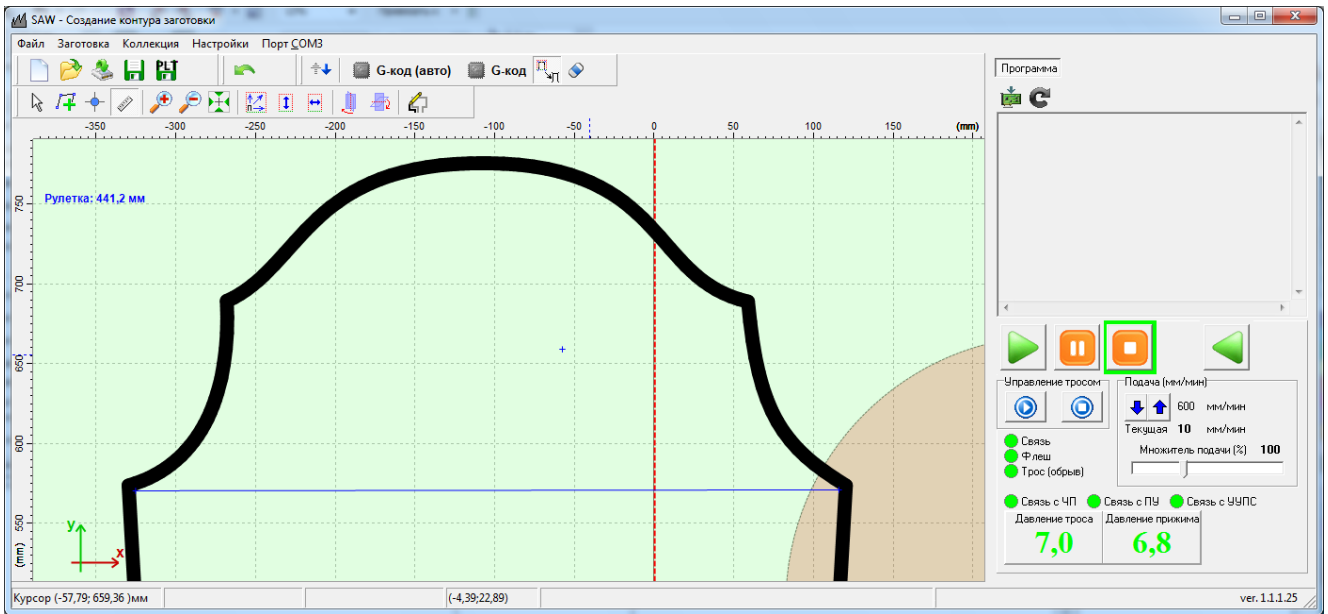 SAW - Создание контура заготовки
Файл Заготовка Коллекция Настройки Порт COM3
PLT
G-код (авто) G-код
-350 -300 -250 -200 -150 -100 -50 0 50 100 150 (mm)
750
700
650
600
550
(mm)
Рулетка: 441,2 мм
y
x
Программа
Управление тросом
Подача (мм/мин)
600 мм/мин
Текущая 10 мм/мин
Множитель подачи (%) 100
Связь
Флеш
Трос (обрыв)
Связь с ЧП Связь с ПУ Связь с УУПС
Давление троса Давление прижима
7,0 6,8
Курсор (-57,79; 659,36 )мм (-4,39;22,89) ver. 1.1.1.25